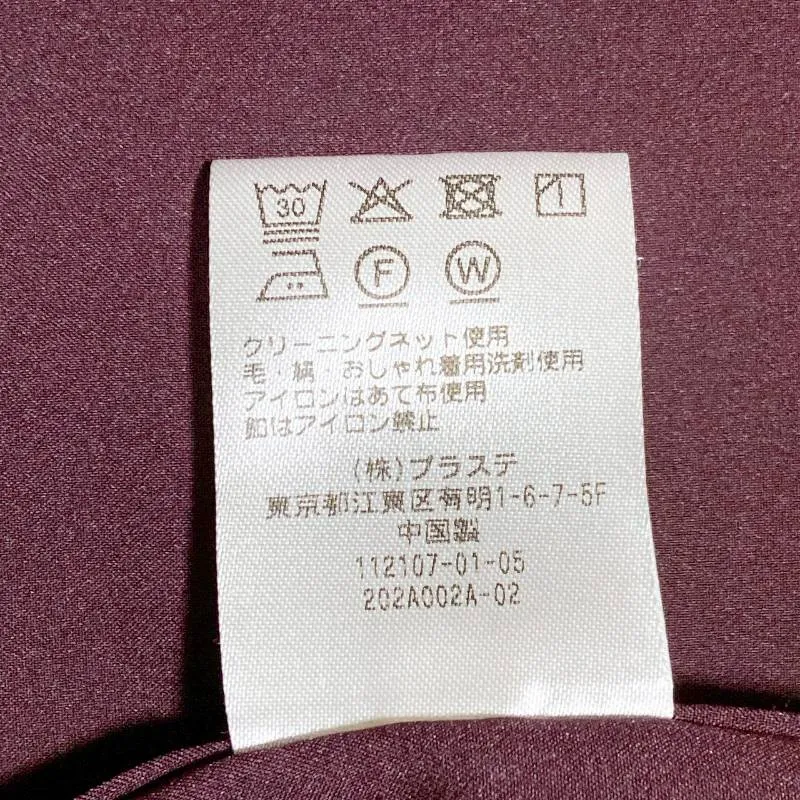 30
F W
クリーニングネット使用
毛・絹・おしゃれ着用洗剤使用
アイロンはあて布使用
釦はアイロン禁止
(株)プラステ
東京都江東区有明1-6-7-5F
中国製
112107-01-05
202A002A-02